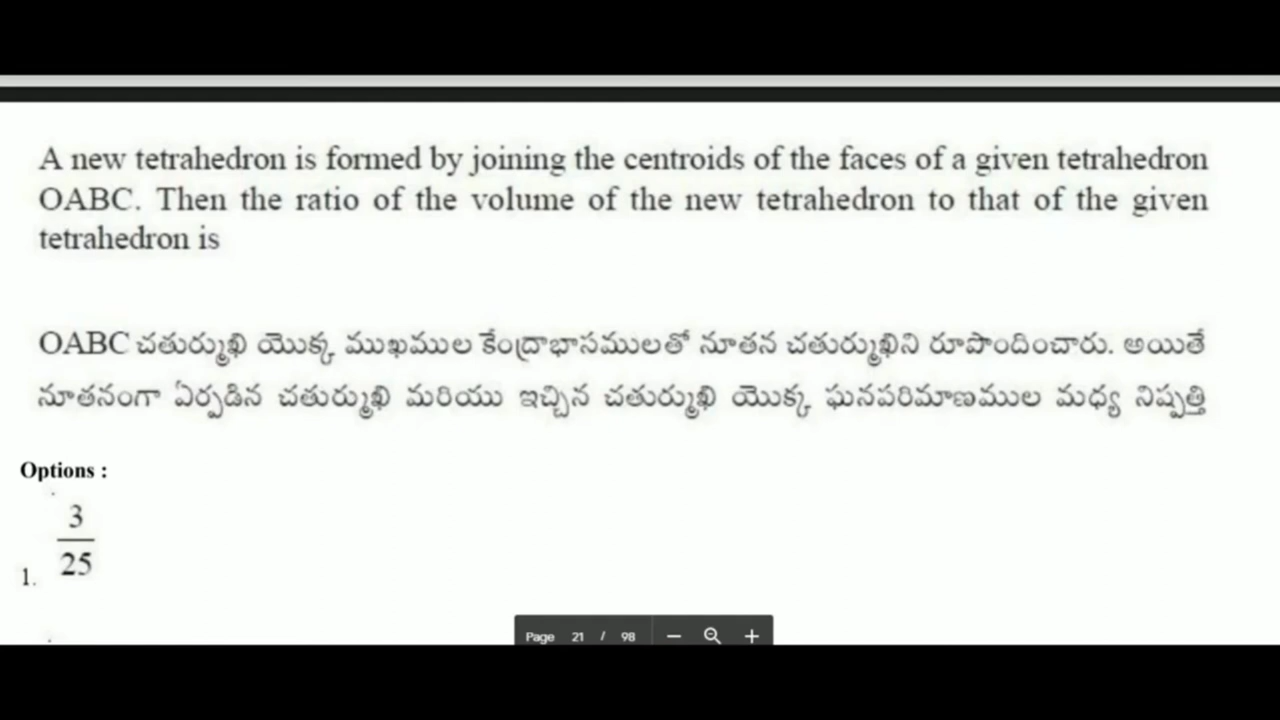 A new tetrahedron is formed by joining the centroids of the faces of a given tetrahedron
OABC. Then the ratio of the volume of the new tetrahedron to that of the given
tetrahedron is
OABC చతుర్ముఖి యొక్క ముఖముల కేంద్రాభాసములతో నూతన చతుర్ముఖిని రూపొందించారు. అయితే
నూతనంగా ఏర్పడిన చతుర్ముఖి మరియు ఇచ్చిన చతుర్ముఖి యొక్క ఘనపరిమాణముల మధ్య నిష్పత్తి
Options :
3
25
1.
Page 21 / 98